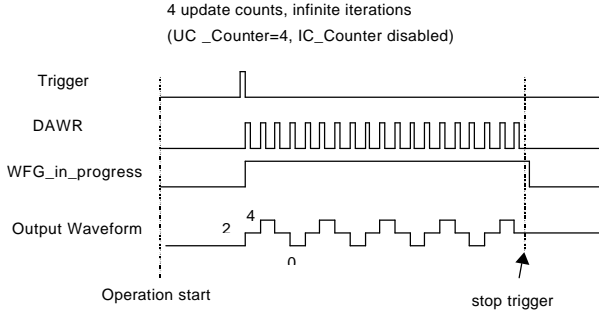 4 update counts, infinite iterations
(UC _Counter=4, IC_Counter disabled)
Trigger
DAWR
WFG_in_progress
Output Waveform
2
4
0
Operation start
stop trigger